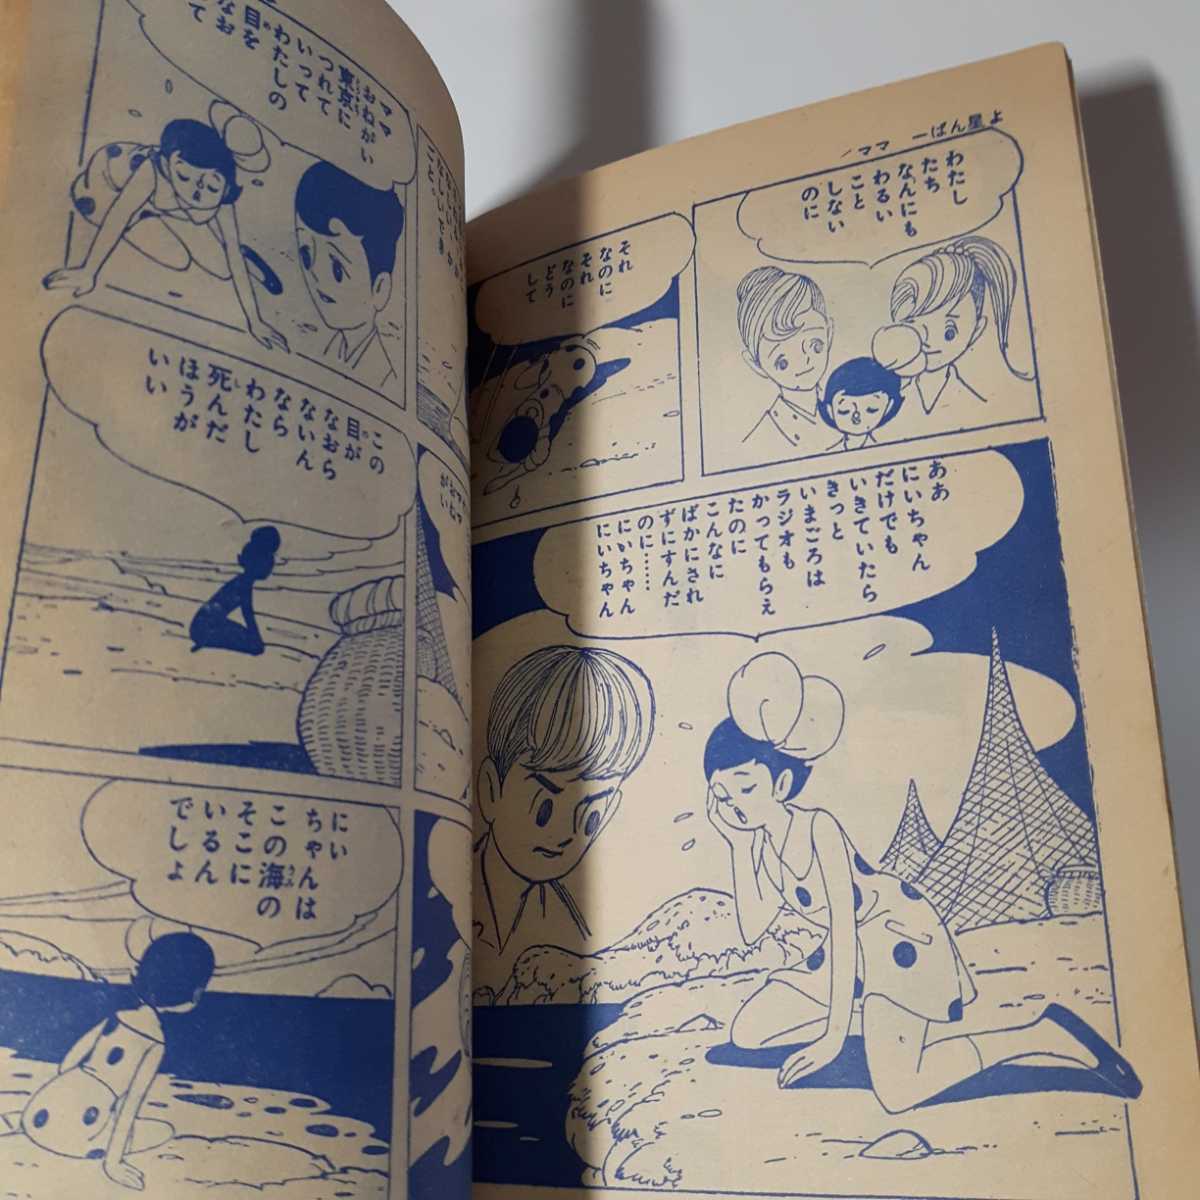 ママ 一ばん星よ
わたし
たち
なんにも
わるい
こと
しない
のに
それ
なのに
それ
なのに
どう
して
ああ
にいちゃん
だけでも
いきていたら
きっと
いまごろは
ラジオも
かってもらえ
たのに
こんなに
ばかにされ
ずにすんだ
のに……
にいちゃん
にいちゃん
ママ
おねがい
東京に
つれて
いって
わたしの
目を
なお
て
この
目が
なおら
ないん
なら
わたし
死んだ
ほうが
いい
にい
ちゃんは
この海の
そこに
いるん
でしょ